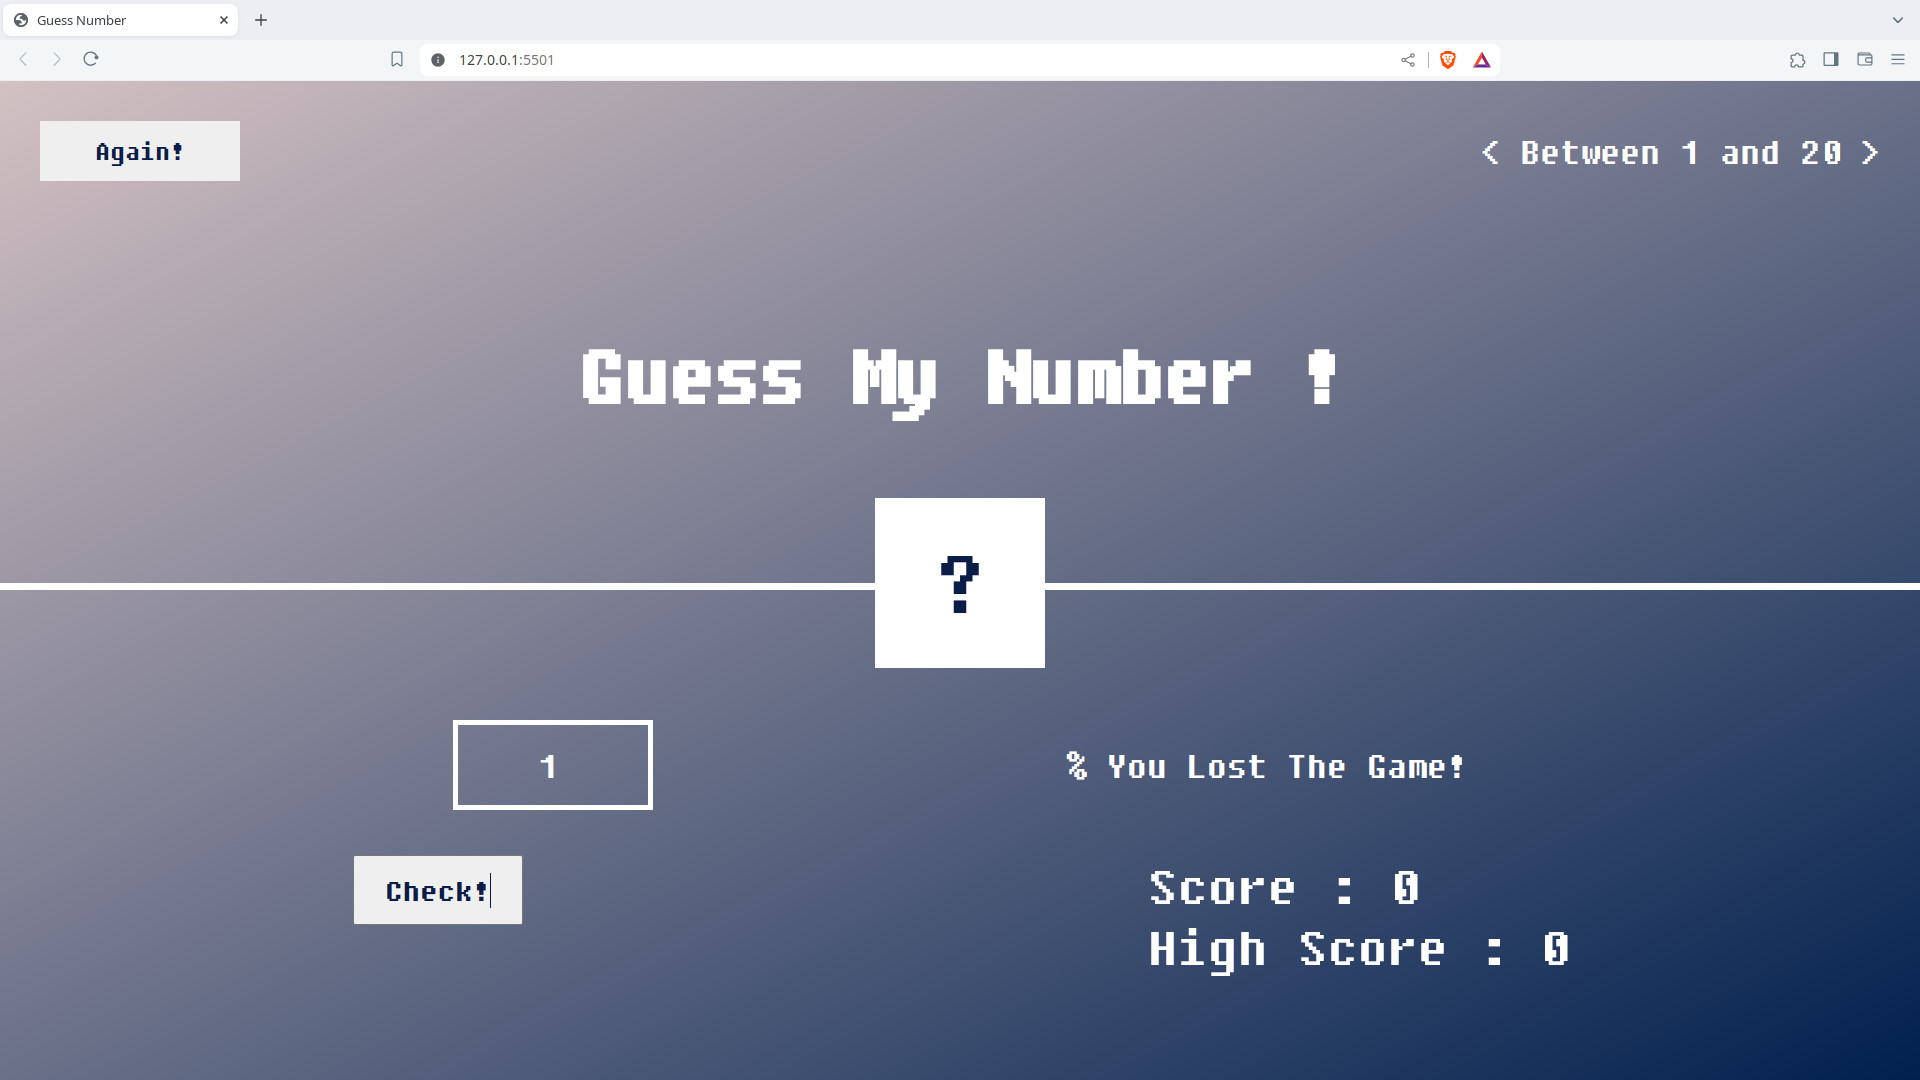 Guess Number
127.0.0.1:5501
Again!
< Between 1 and 20 >
Guess My Number !
?
1
% You Lost The Game!
Check!
Score : 0
High Score : 0